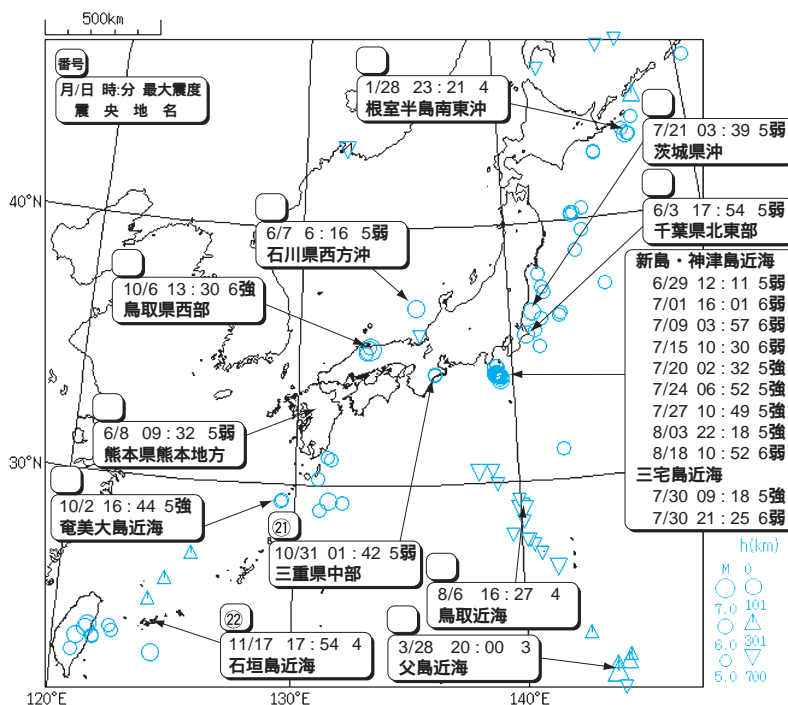 500km
番号
月/日 時:分 最大震度
震 央 地 名
1/28 23:21 4
根室半島南東沖
7/21 03:39 5弱
茨城県沖
6/3 17:54 5弱
千葉県北東部
40°N
6/7 6:16 5弱
石川県西方沖
10/6 13:30 6強
鳥取県西部
新島・神津島近海
6/29 12:11 5弱
7/01 16:01 6弱
7/09 03:57 6弱
7/15 10:30 6弱
7/20 02:32 5弱
7/24 06:52 5強
7/27 10:49 5強
8/03 22:18 5強
8/18 10:52 6弱
三宅島近海
7/30 09:18 5強
7/30 21:25 6弱
6/8 09:32 5弱
熊本県熊本地方
30°N
10/2 16:44 5強
奄美大島近海
㉑
10/31 01:42 5弱
三重県中部
8/6 16:27 4
鳥取近海
㉒
11/17 17:54 4
石垣島近海
3/28 20:00 3
父島近海
h(km)
M 0
7.0 101
6.0 301
5.0 700
120°E
130°E
140°E